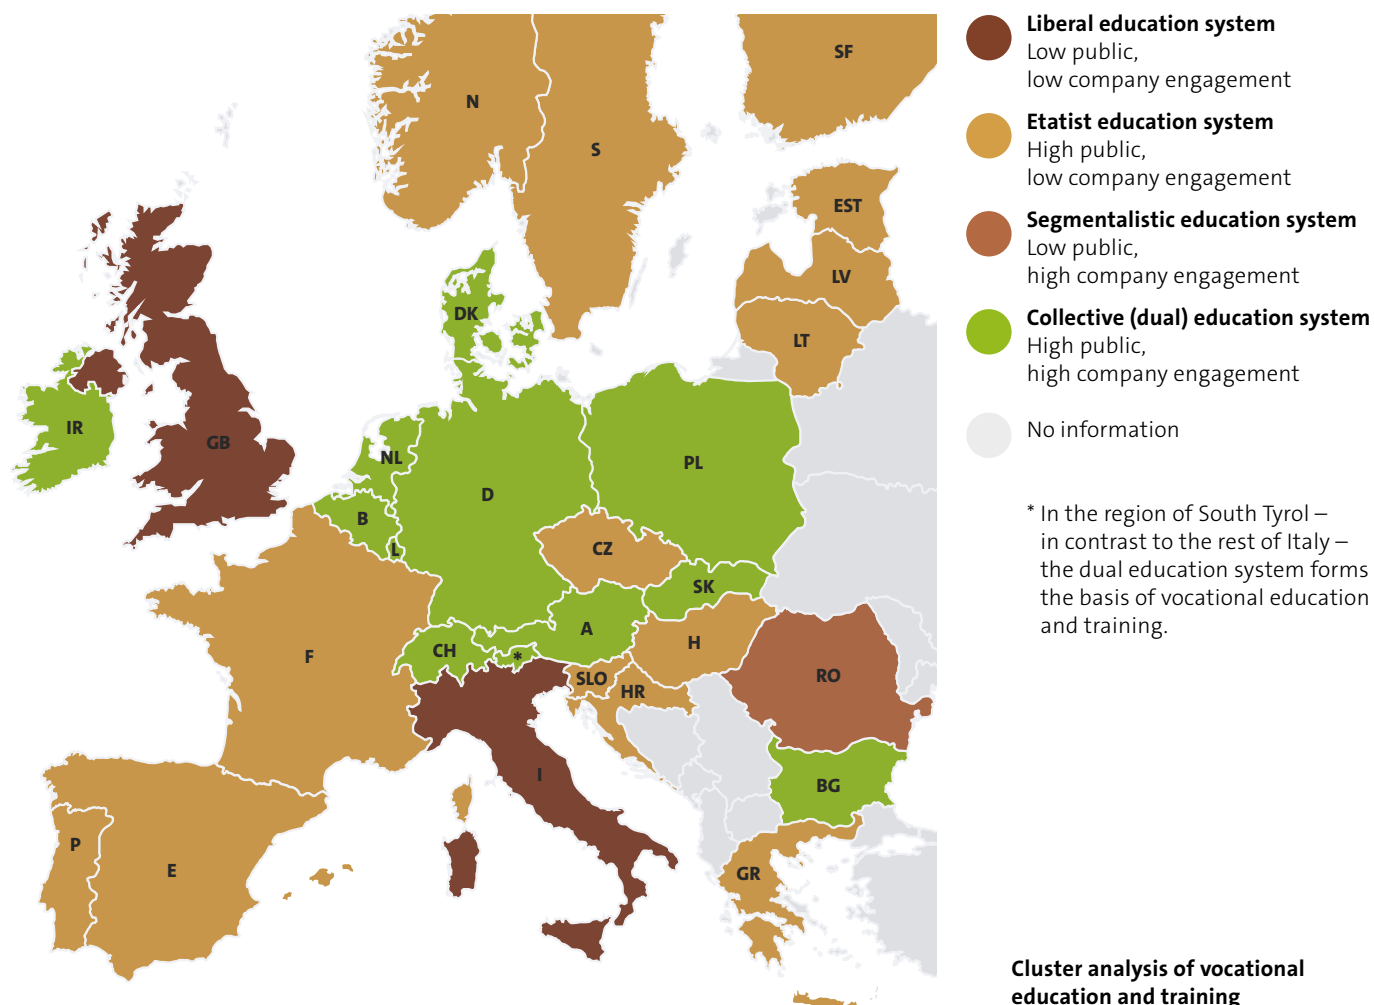 Liberal education system
Low public,
low company engagement
Etatist education system
High public,
low company engagement
Segmentalistic education system
Low public,
high company engagement
Collective (dual) education system
High public,
high company engagement
No information
* In the region of South Tyrol –
in contrast to the rest of Italy –
the dual education system forms
the basis of vocational education
and training.
Cluster analysis of vocational
education and training
SF
N
S
EST
LV
LT
DK
IR
GB
NL
B
L
D
PL
CZ
SK
A
CH
*
F
H
SLO
HR
RO
I
BG
P
E
GR